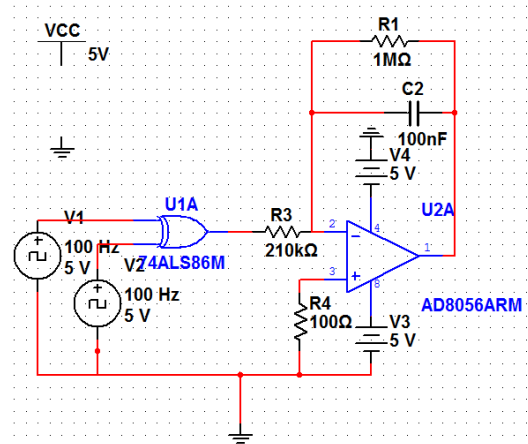 VCC
5V
R1
1MΩ
C2
100nF
V4
5 V
U1A
74ALS86M
R3
210kΩ
U2A
2
4
1
3
8
AD8056ARM
V1
100 Hz
5 V
V2
100 Hz
5 V
R4
100Ω
V3
5 V